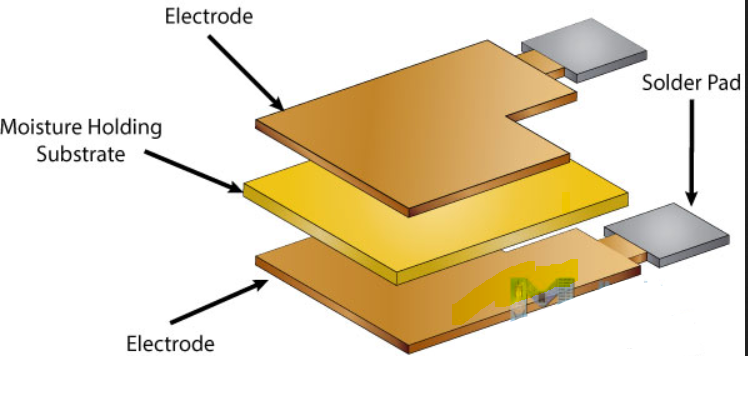 Electrode
Solder Pad
Moisture Holding
Substrate
Electrode